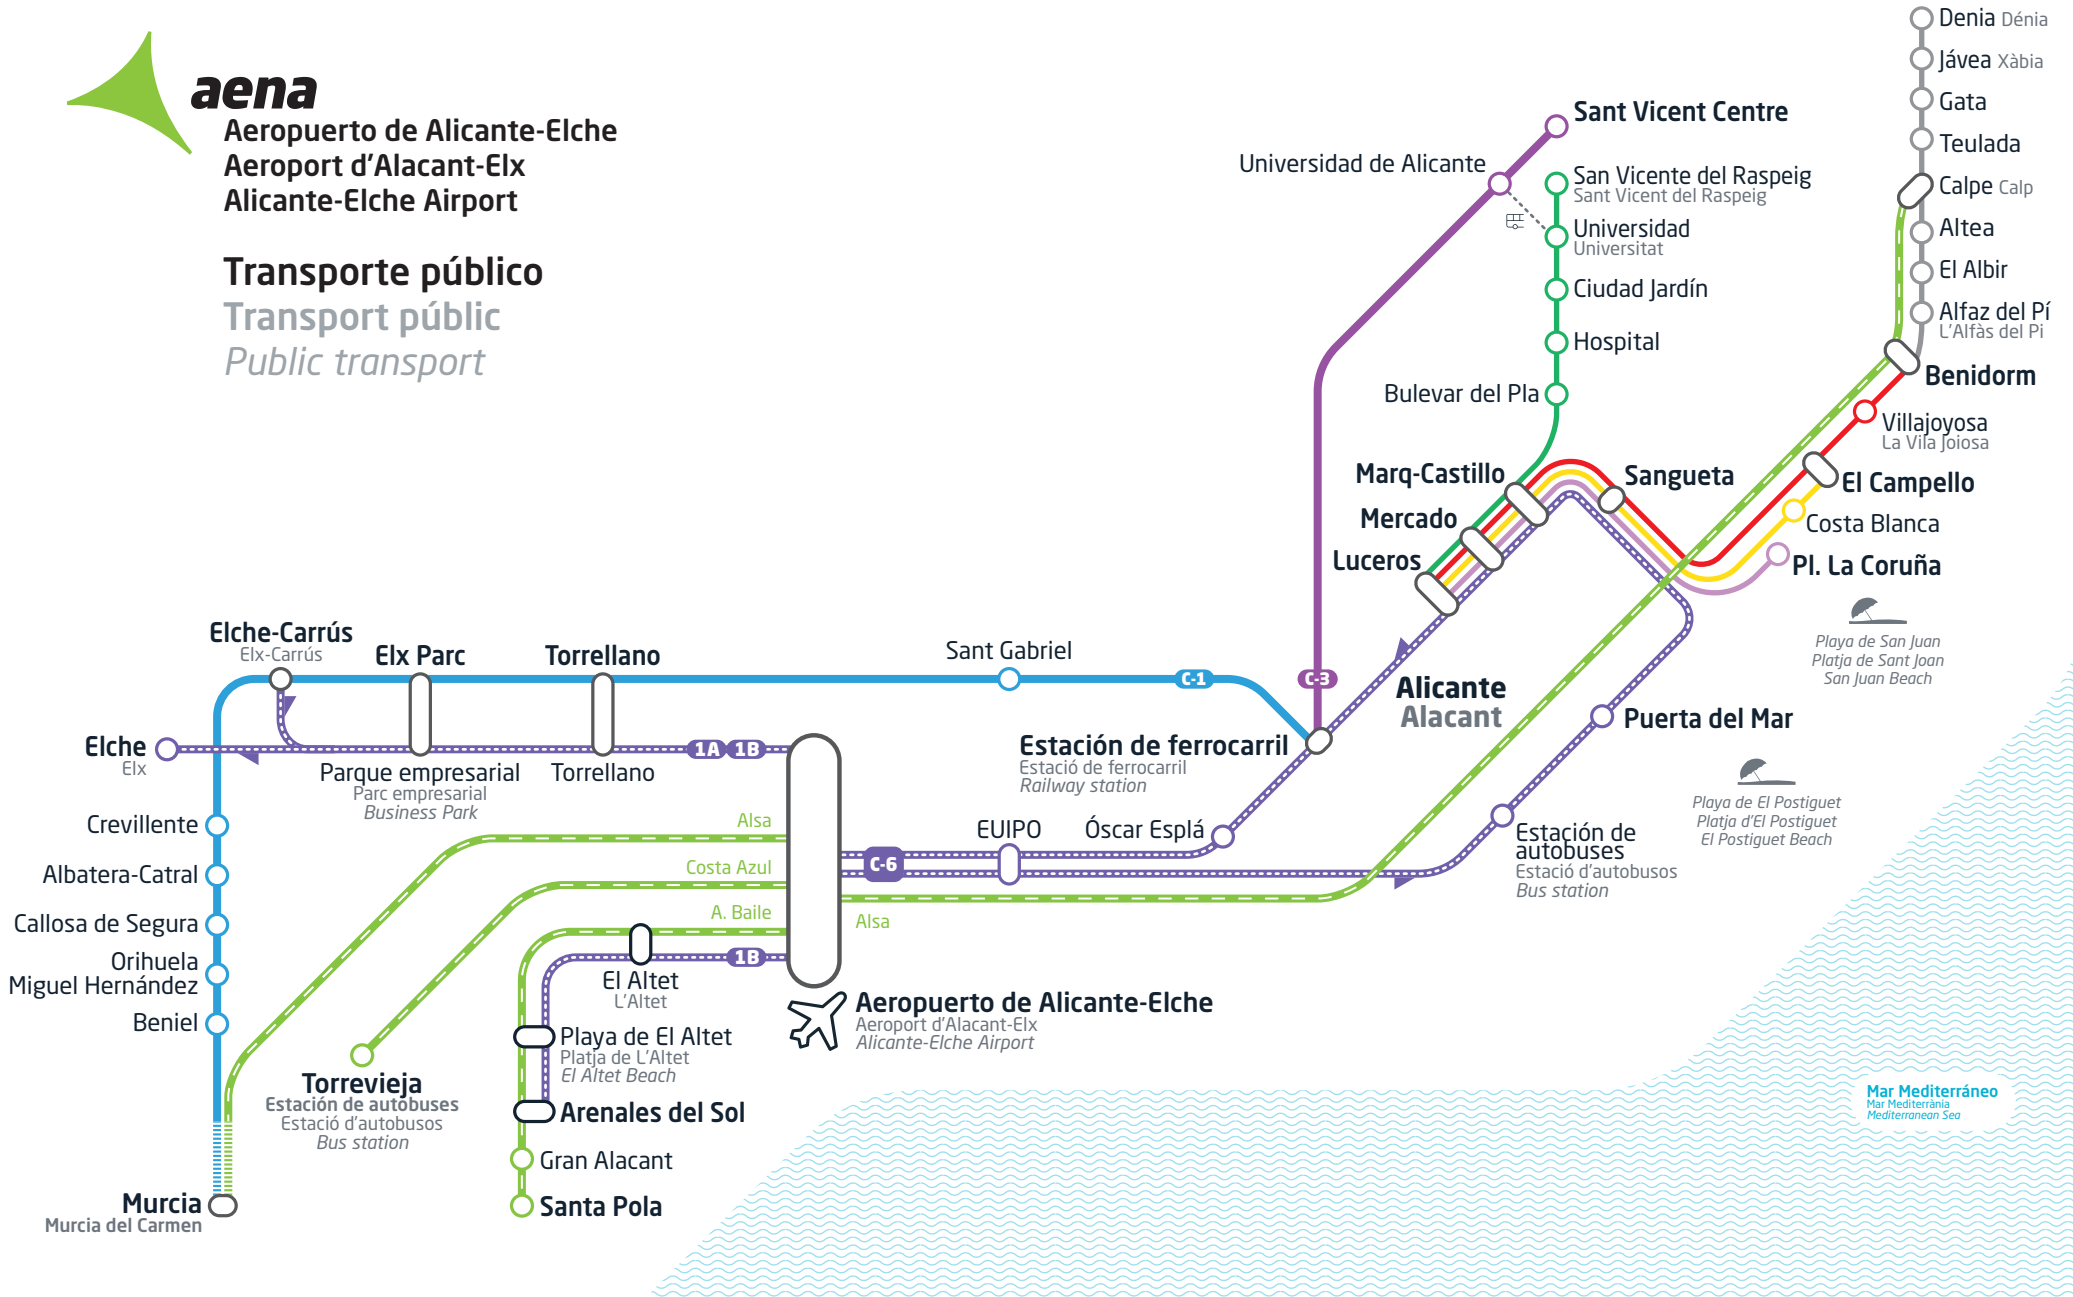 aena
Aeropuerto de Alicante-Elche
Aeroport d'Alacant-Elx
Alicante-Elche Airport
Transporte público
Transport públic
Public transport
Denia Dénia
Jávea Xàbia
Gata
Teulada
Calpe Calp
Altea
El Albir
Alfaz del Pí
L'Alfàs del Pi
Benidorm
Villajoyosa
La Vila Joiosa
El Campello
Costa Blanca
Pl. La Coruña
Playa de San Juan
Platja de Sant Joan
San Juan Beach
Sant Vicent Centre
Universidad de Alicante
San Vicente del Raspeig
Sant Vicent del Raspeig
Universidad
Universitat
Ciudad Jardín
Hospital
Bulevar del Pla
Marq-Castillo
Sangueta
Mercado
Luceros
Elche-Carrús
Elx-Carrús
Elx Parc
Torrellano
Sant Gabriel
C-1
C-3
Alicante
Alacant
Puerta del Mar
Playa de El Postiguet
Platja d'El Postiguet
El Postiguet Beach
Elche
Elx
1A
1B
Parque empresarial
Parc empresarial
Business Park
Torrellano
Estación de ferrocarril
Estació de ferrocarril
Railway station
EUIPO
Óscar Esplá
C-6
Estación de
autobuses
Estació d'autobusos
Bus station
Crevillente
Albatera-Catral
Callosa de Segura
Orihuela
Miguel Hernández
Beniel
Alsa
Costa Azul
A. Baile
Alsa
1B
El Altet
L'Altet
Aeropuerto de Alicante-Elche
Aeroport d'Alacant-Elx
Alicante-Elche Airport
Playa de El Altet
Platja de L'Altet
El Altet Beach
Arenales del Sol
Gran Alacant
Santa Pola
Torrevieja
Estación de autobuses
Estació d'autobusos
Bus station
Murcia
Murcia del Carmen
Mar Mediterráneo
Mar Mediterrània
Mediterranean Sea